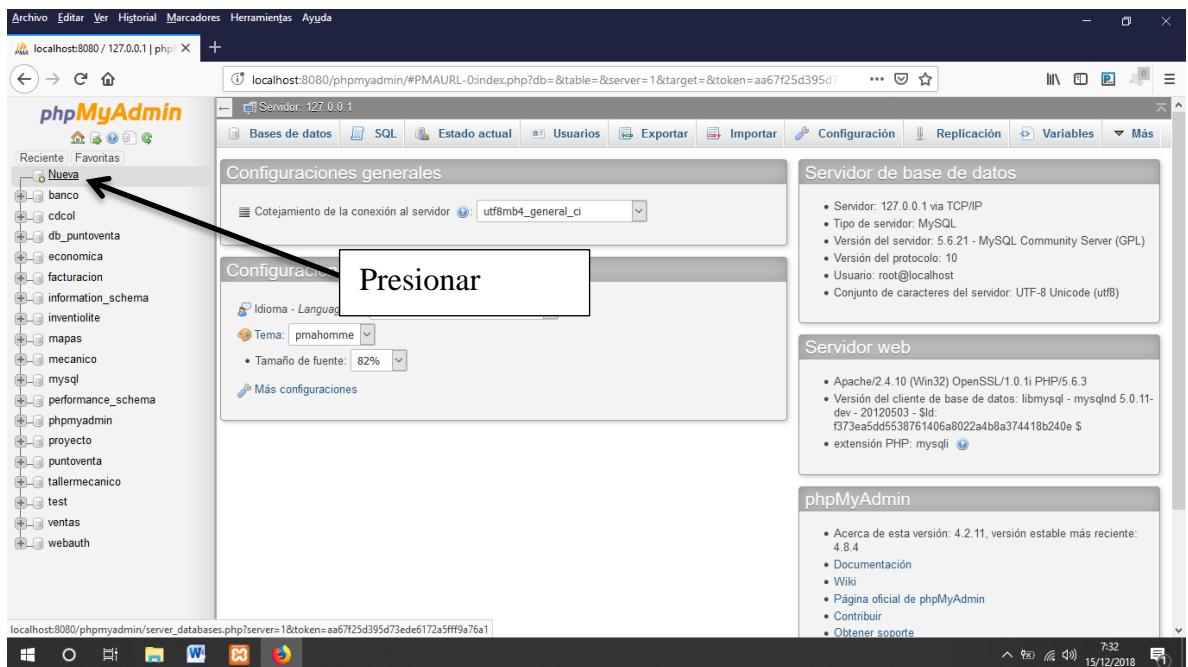 Archivo Editar Ver Historial Marcadores Herramientas Ayuda
localhost:8080 / 127.0.0.1 | php
localhost:8080/phpmyadmin/#PMAURL-0:index.php?db=&table=&server=1&target=&token=aa67f25d395d7
phpMyAdmin
Reciente Favoritas
Nueva
banco
cdcol
db_puntoventa
economica
facturacion
information_schema
inventiolite
mapas
mecanico
mysql
performance_schema
phpmyadmin
proyecto
puntoventa
tallermecanico
test
ventas
webauth
localhost:8080/phpmyadmin/server_databases.php?server=1&token=aa67f25d395d73ede6172a5fff9a76a1
Servidor: 127.0.0.1
Bases de datos SQL Estado actual Usuarios Exportar Importar Configuración Replicación Variables Más
Configuraciones generales
Cotejamiento de la conexión al servidor : utf8mb4_general_ci
Presionar
Idioma -
Tema: pmahomme
• Tamaño de fuente: 82%
Más configuraciones
Servidor de base de datos
• Servidor: 127.0.0.1 via TCP/IP
• Tipo de servidor: MySQL
• Versión del servidor: 5.6.21 - MySQL Community Server (GPL)
• Versión del protocolo: 10
• Usuario: root@localhost
• Conjunto de caracteres del servidor: UTF-8 Unicode (utf8)
Servidor web
• Apache/2.4.10 (Win32) OpenSSL/1.0.1i PHP/5.6.3
• Versión del cliente de base de datos: libmysql - mysqlnd 5.0.11-
dev - 20120503 - $Id:
f373ea5dd5538761406a8022a4b8a374418b240e $
• extensión PHP: mysqli
phpMyAdmin
• Acerca de esta versión: 4.2.11, versión estable más reciente:
4.8.4
• Documentación
• Wiki
• Página oficial de phpMyAdmin
• Contribuir
• Obtener soporte
7:32
15/12/2018